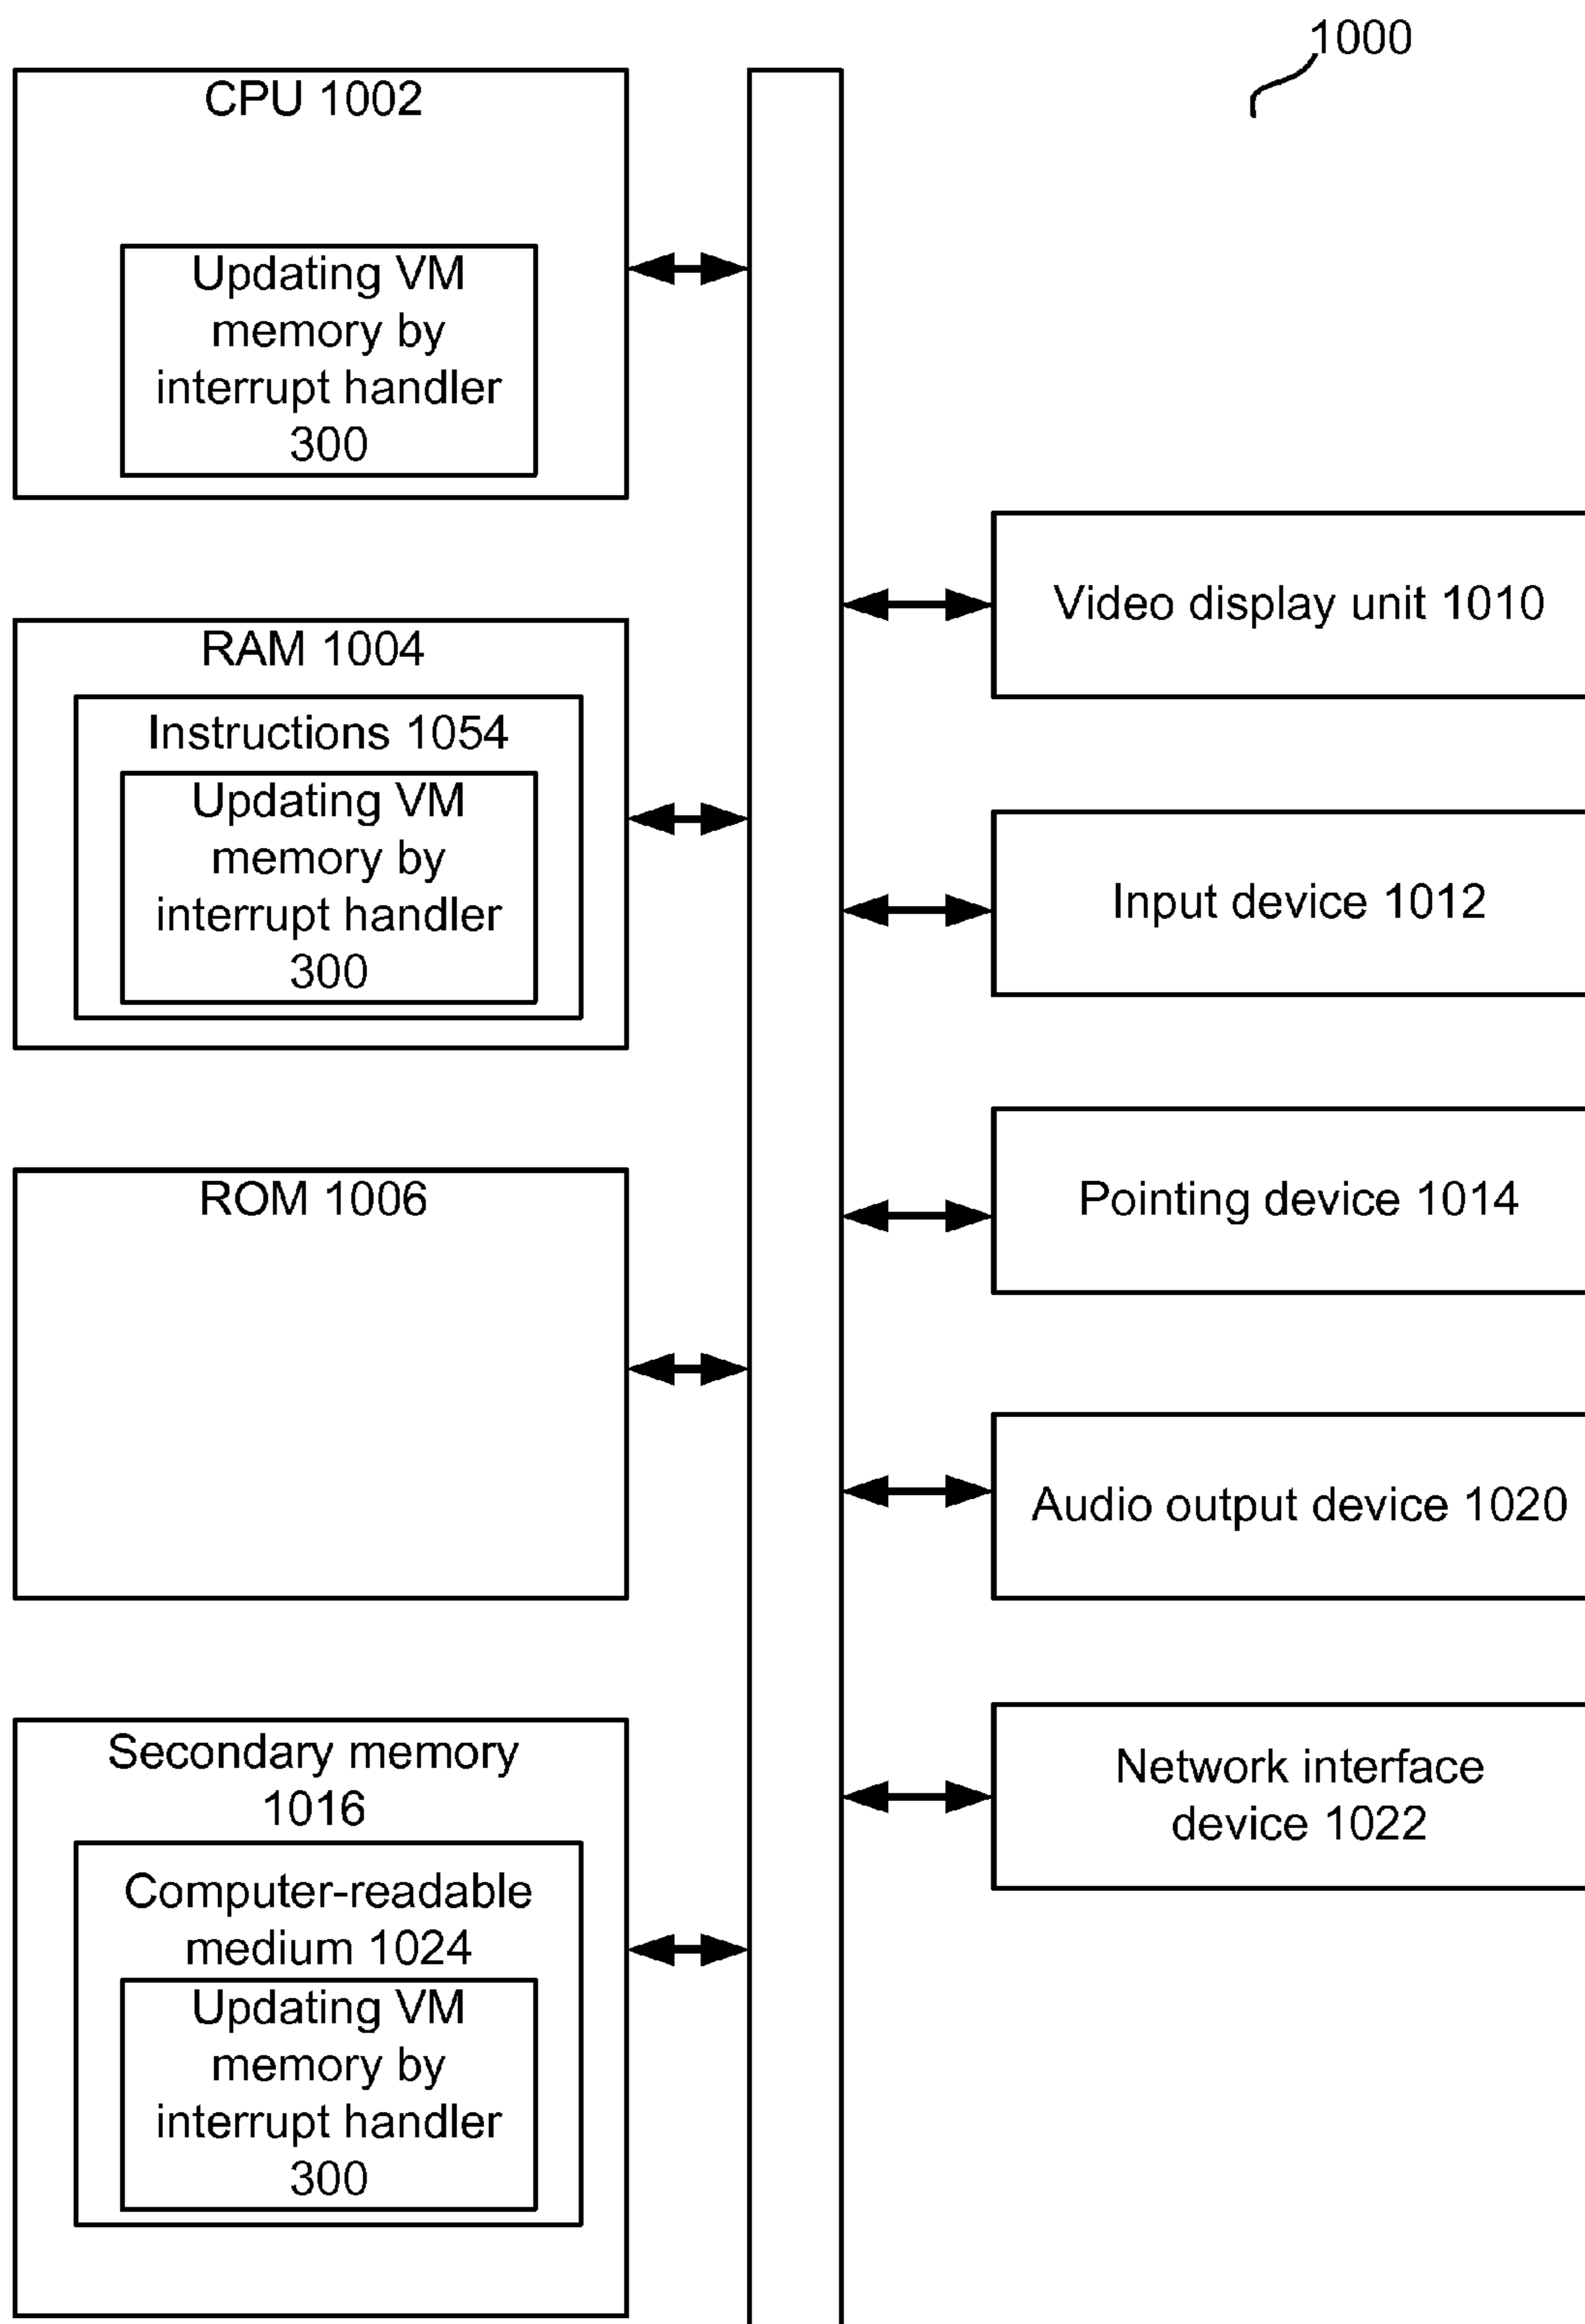 1000
CPU 1002
Updating VM
memory by
interrupt handler
300
RAM 1004
Instructions 1054
Updating VM
memory by
interrupt handler
300
ROM 1006
Secondary memory
1016
Computer-readable
medium 1024
Updating VM
memory by
interrupt handler
300
Video display unit 1010
Input device 1012
Pointing device 1014
Audio output device 1020
Network interface
device 1022